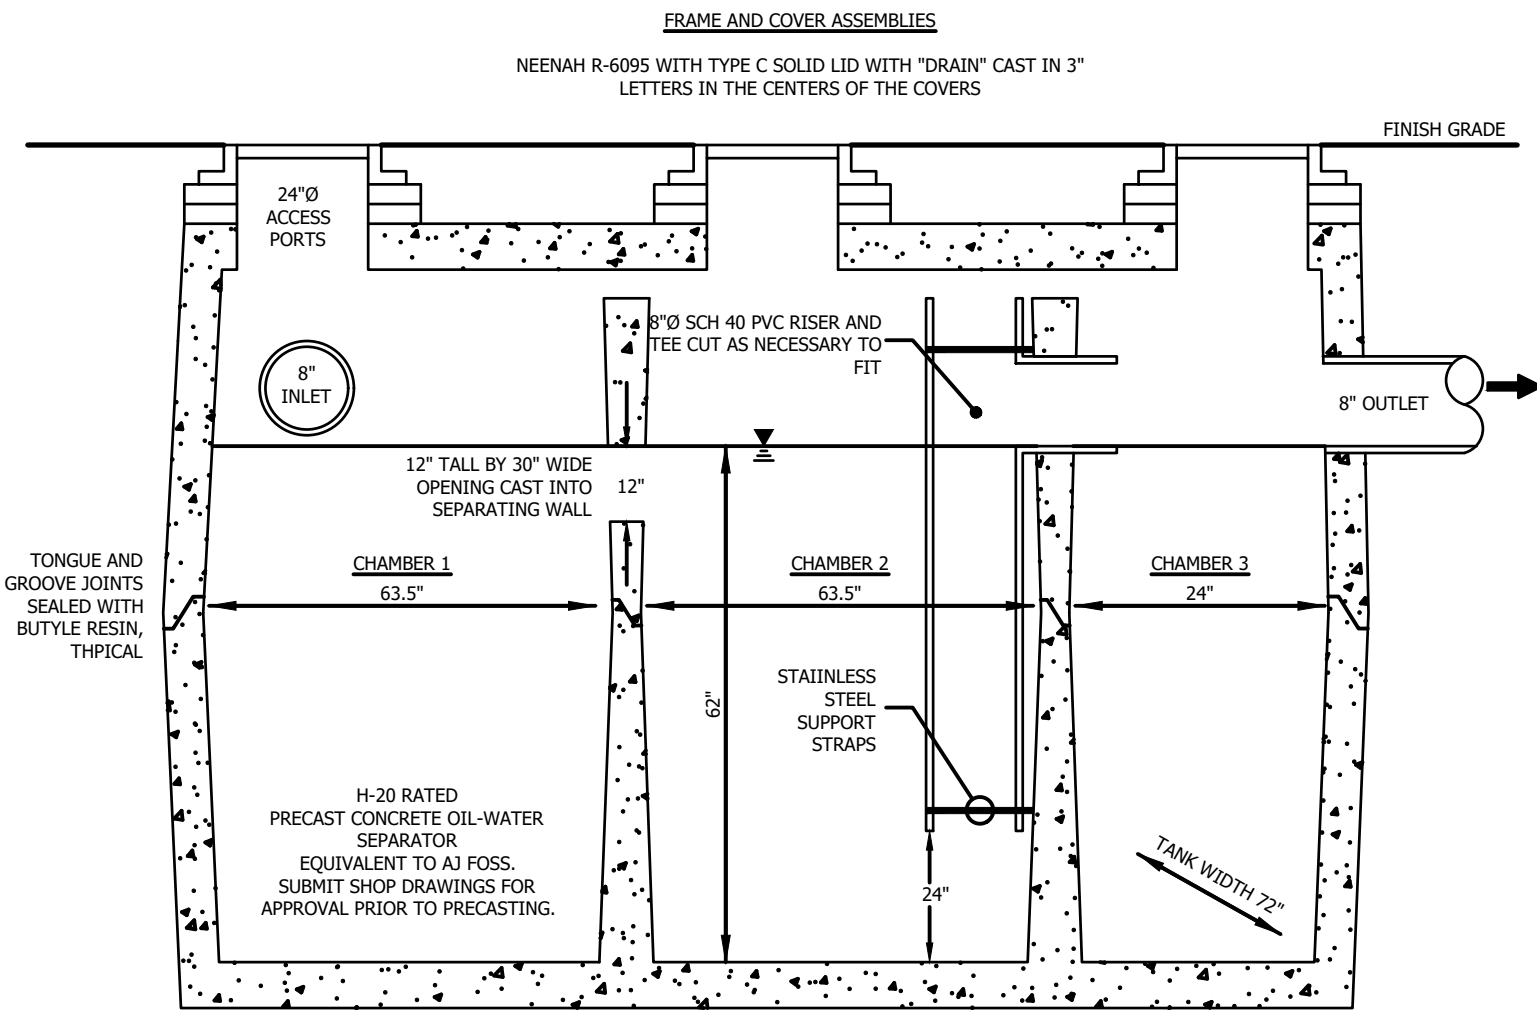 FRAME AND COVER ASSEMBLIES
NEENAH R-6095 WITH TYPE C SOLID LID WITH "DRAIN" CAST IN 3"
LETTERS IN THE CENTERS OF THE COVERS
FINISH GRADE
24"Ø
ACCESS
PORTS
8"Ø SCH 40 PVC RISER AND
TEE CUT AS NECESSARY TO
FIT
8"
INLET
8" OUTLET
12" TALL BY 30" WIDE
OPENING CAST INTO
SEPARATING WALL
12"
TONGUE AND
GROOVE JOINTS
SEALED WITH
BUTYLE RESIN,
THPICAL
CHAMBER 1
63.5"
CHAMBER 2
63.5"
CHAMBER 3
24"
62"
STAIINLESS
STEEL
SUPPORT
STRAPS
H-20 RATED
PRECAST CONCRETE OIL-WATER
SEPARATOR
EQUIVALENT TO AJ FOSS.
SUBMIT SHOP DRAWINGS FOR
APPROVAL PRIOR TO PRECASTING.
24"
TANK WIDTH 72"